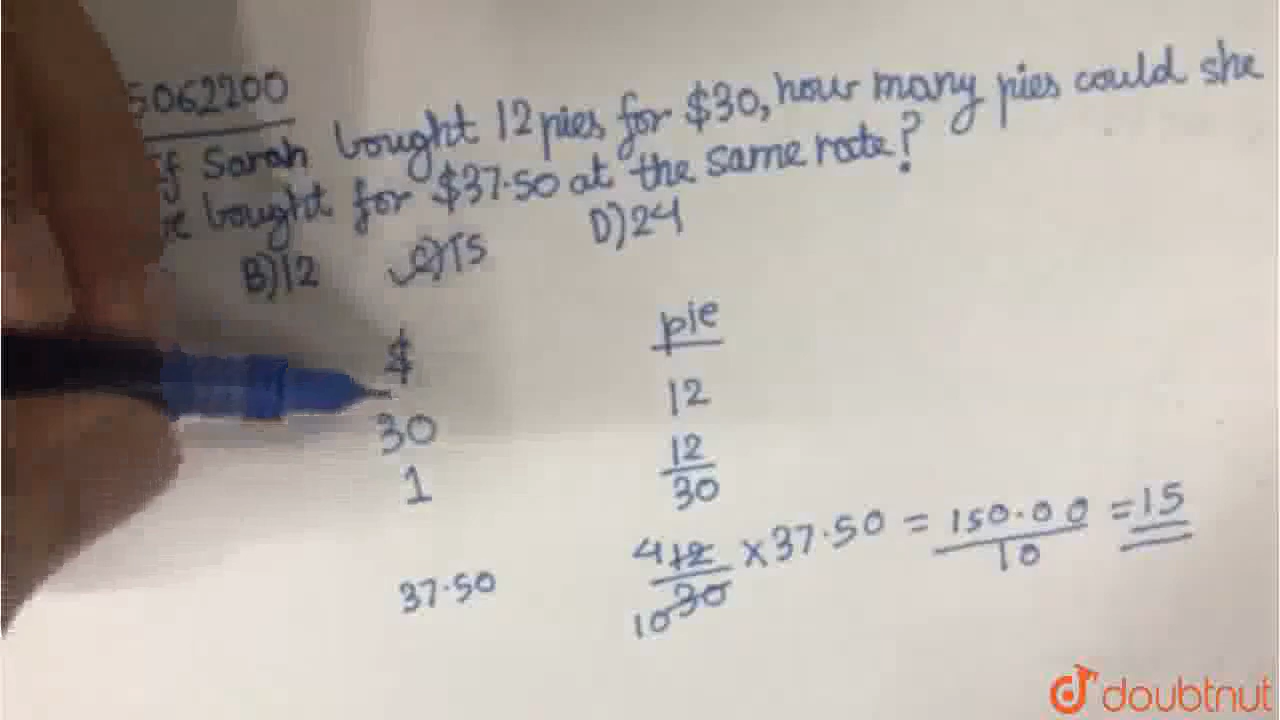 5062200
If Sarah bought 12 pies for $30, how many pies could she
bought for $37.50 at the same rate?
B) 12 C) 15 D) 24
$ pie
30 12
1 12/30
37.50 4 12/10 30 × 37.50 = 150.00/10 = 15
doubtnut